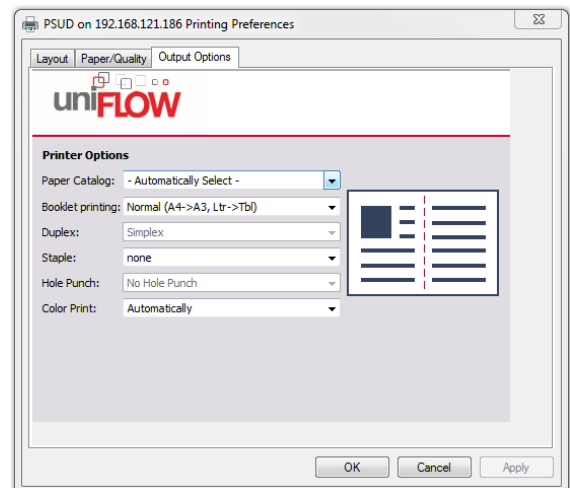 PSUD on 192.168.121.186 Printing Preferences
Layout Paper/Quality Output Options
uniFLOW
Printer Options
Paper Catalog: - Automatically Select -
Booklet printing: Normal (A4->A3, Ltr->Tbl)
Duplex: Simplex
Staple: none
Hole Punch: No Hole Punch
Color Print: Automatically
OK Cancel Apply